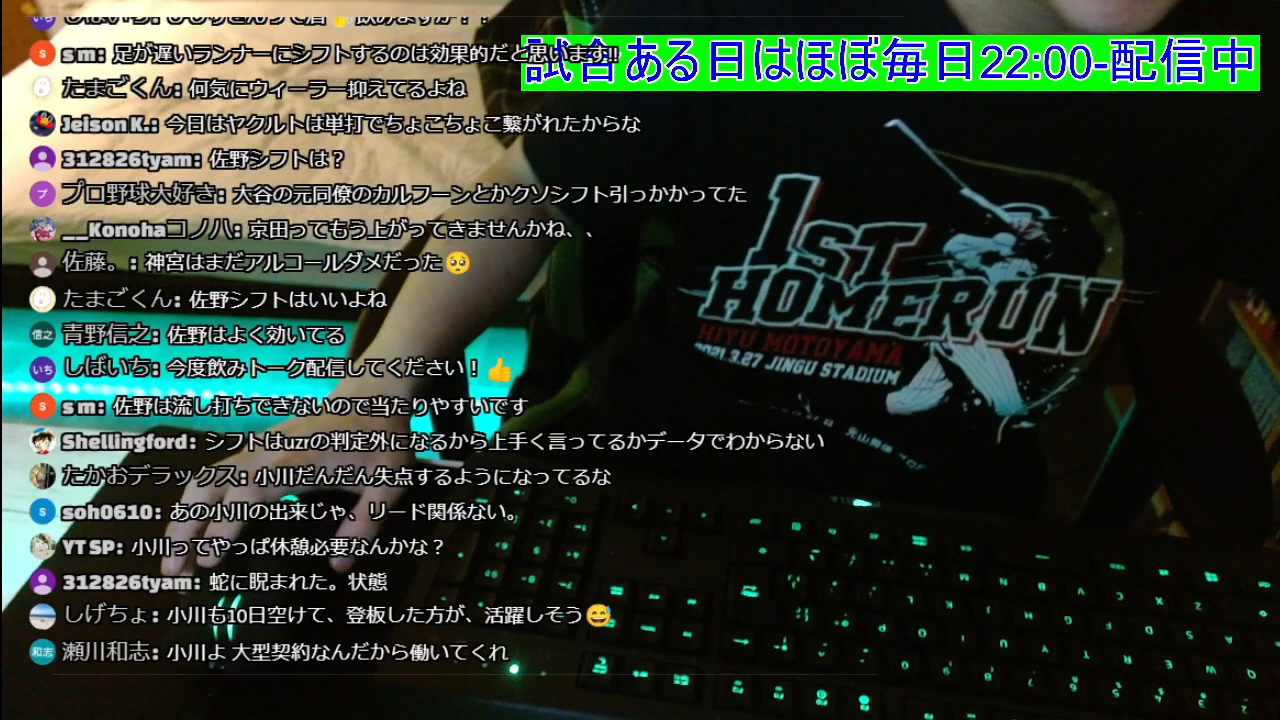 試合ある日はほぼ毎日22:00-配信中
sm: 足が遅いランナーにシフトするのは効果的だと思います!!
たまごくん: 何気にウィーラー抑えてるよね
Jeison K.: 今日はヤクルトは単打でちょこちょこ繋がれたからな
312826tyam: 佐野シフトは？
プロ野球大好き: 大谷の元同僚のカルフーンとかクソシフト引っかかってた
__Konohaコノハ: 京田ってもう上がってきませんかね、、
佐藤。: 神宮はまだアルコールダメだった🥺
たまごくん: 佐野シフトはいいよね
信之 青野信之: 佐野はよく効いてる
いち しばいち: 今度飲みトーク配信してください！👍
s sm: 佐野は流し打ちできないので当たりやすいです
Shellingford: シフトはuzrの判定外になるから上手く言ってるかデータでわからない
たかおデラックス: 小川だんだん失点するようになってるな
s soh0610: あの小川の出来じゃ、リード関係ない。
YT SP: 小川ってやっぱ休憩必要なんかな？
312826tyam: 蛇に睨まれた。状態
しげちょ: 小川も10日空けて、登板した方が、活躍しそう😅
和志 瀬川和志: 小川よ 大型契約なんだから働いてくれ
1ST
HOMERUN
HIYU MOTOYAMA
2021.3.27 JINGU STADIUM